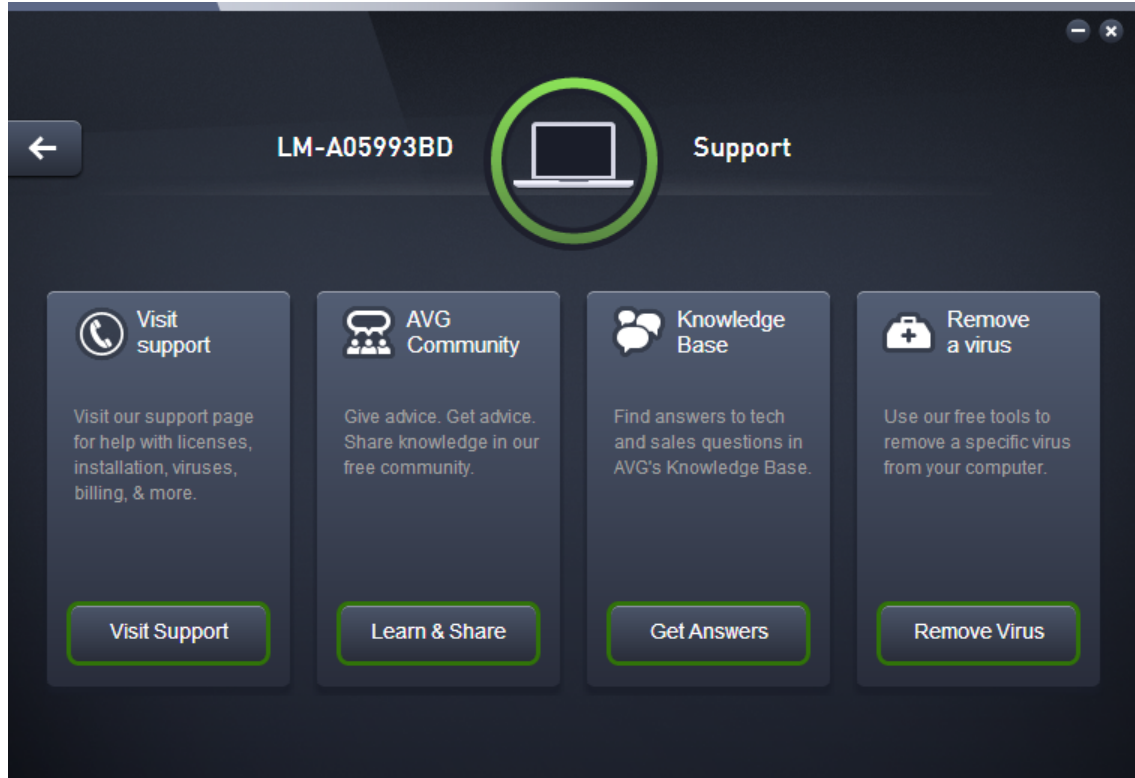 LM-A05993BD
Support
Visit
support
Visit our support page
for help with licenses,
installation, viruses,
billing, & more.
Visit Support
AVG
Community
Give advice. Get advice.
Share knowledge in our
free community.
Learn & Share
Knowledge
Base
Find answers to tech
and sales questions in
AVG's Knowledge Base.
Get Answers
Remove
a virus
Use our free tools to
remove a specific virus
from your computer.
Remove Virus